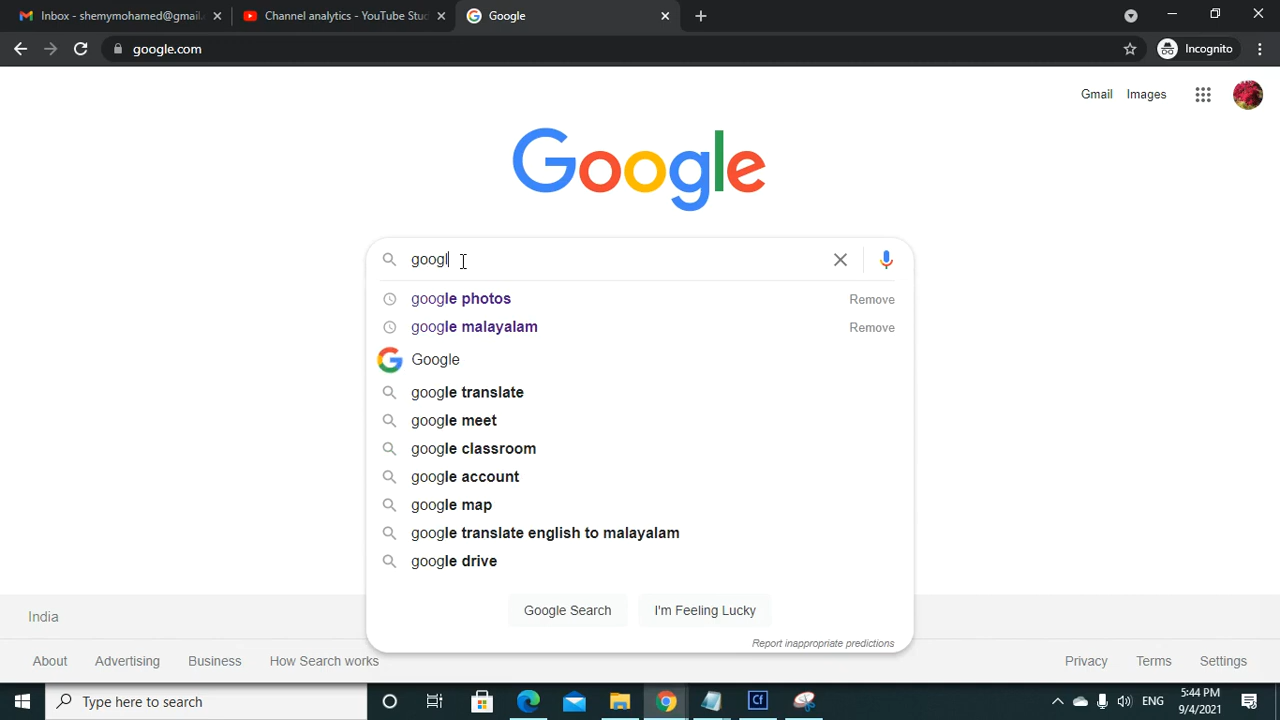 Inbox - shemymohamed@gmail.
Channel analytics - YouTube Stud
Google
google.com
Incognito
Gmail
Images
Google
googl
google photos
Remove
google malayalam
Remove
Google
google translate
google meet
google classroom
google account
google map
google translate english to malayalam
google drive
Google Search
I'm Feeling Lucky
Report inappropriate predictions
India
About
Advertising
Business
How Search works
Privacy
Terms
Settings
Type here to search
Cf
ENG
5:44 PM
9/4/2021